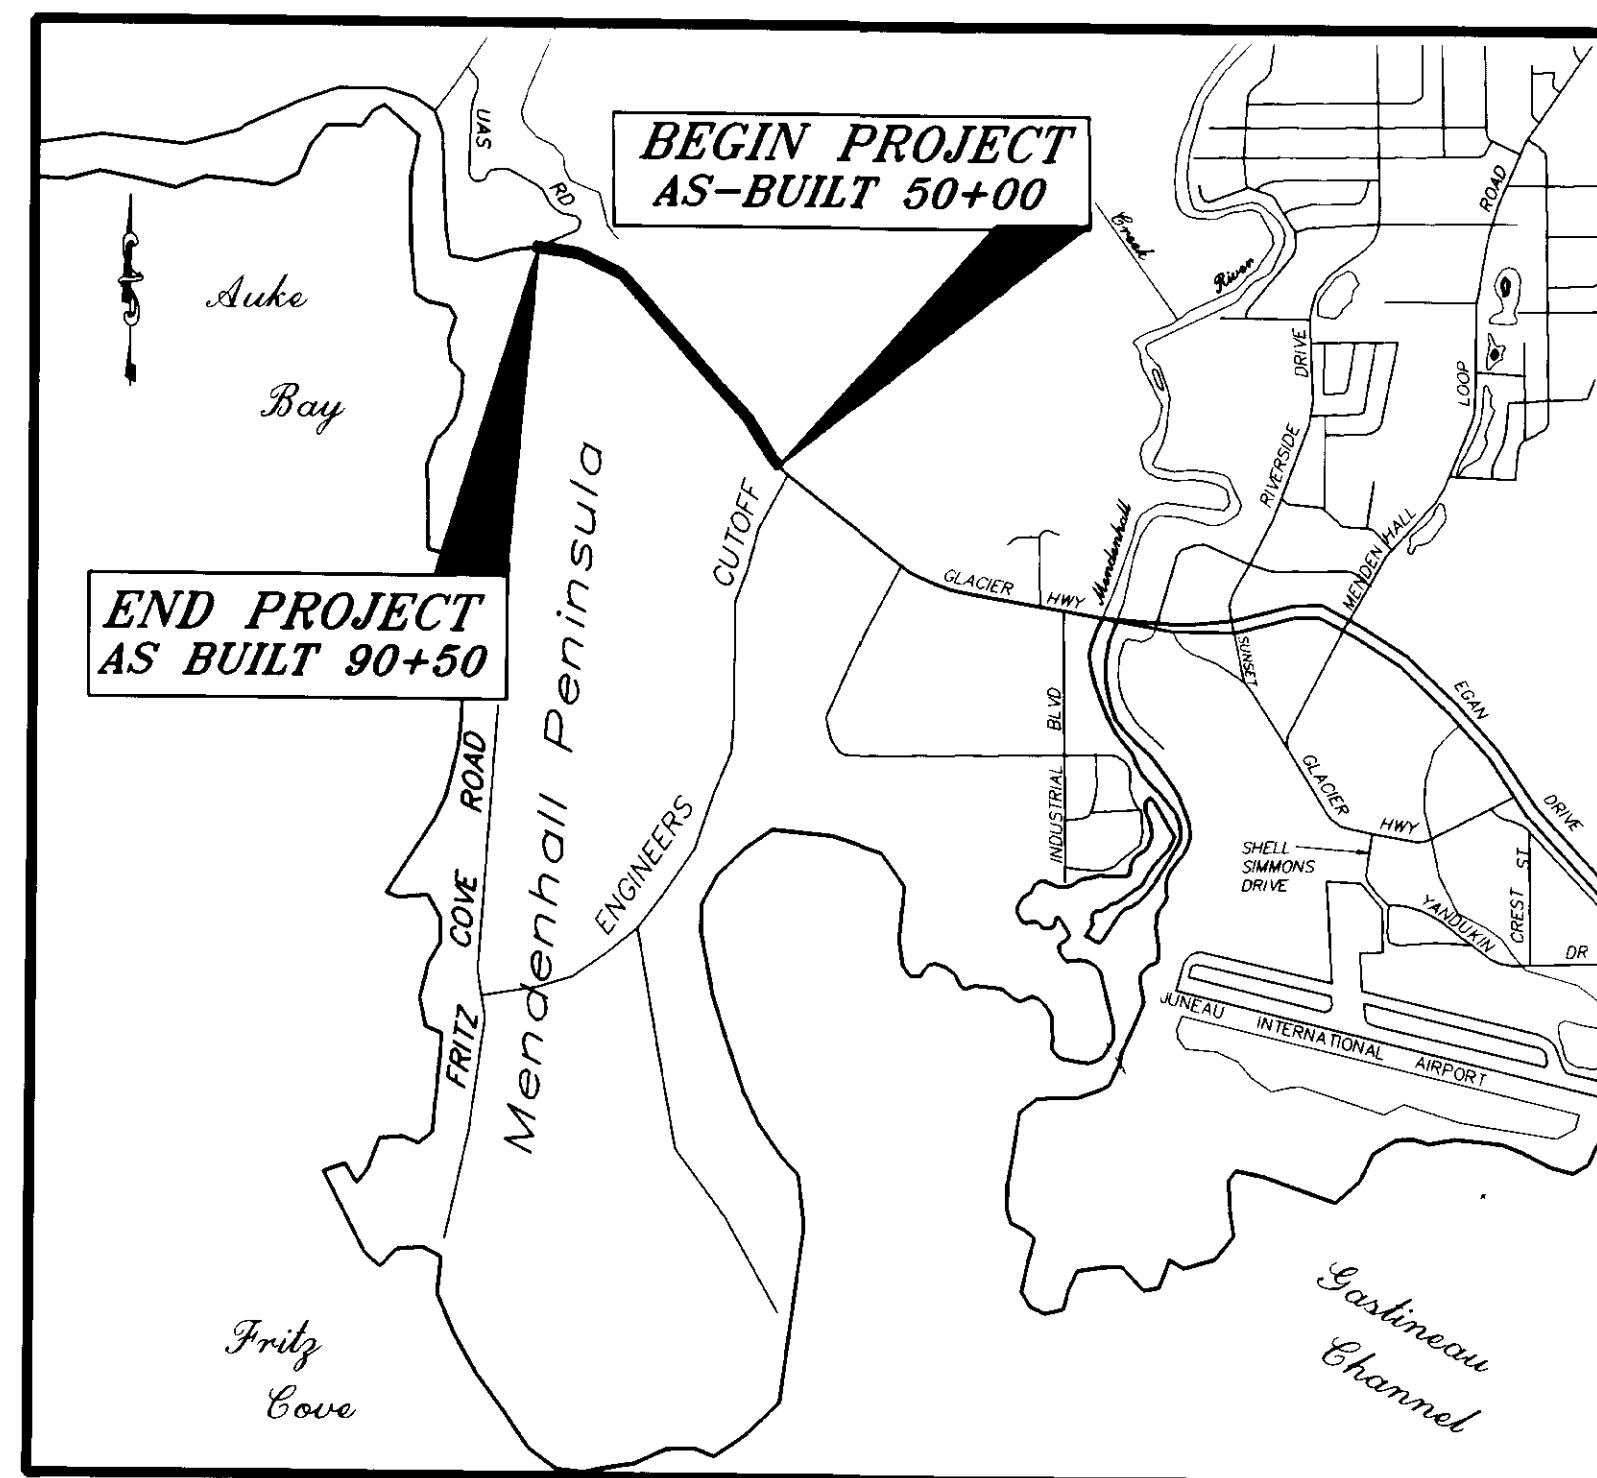 UAS
RD
BEGIN PROJECT
AS-BUILT 50+00
Creek
River
ROAD
Auke
Bay
DRIVE
LOOP
RIVERSIDE
MENDENHALL
Mendenhall Peninsula
CUTOFF
Mendenhall
GLACIER HWY
END PROJECT
AS BUILT 90+50
SUNSET
EGAN
DRIVE
INDUSTRIAL BLVD
FRITZ COVE ROAD
ENGINEERS
GLACIER HWY
SHELL
SIMMONS
DRIVE
CREST ST
YANDUKIN
DR
JUNEAU INTERNATIONAL AIRPORT
Fritz
Cove
Gastineau
Channel